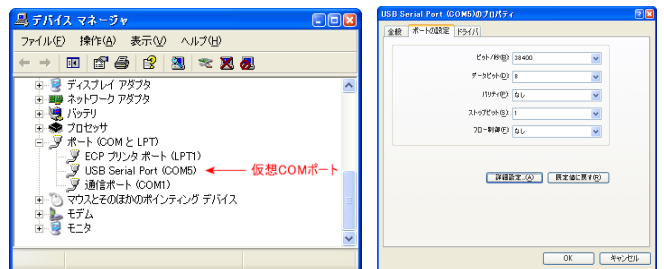 デバイス マネージャ
ファイル(F) 操作(A) 表示(V) ヘルプ(H)
ディスプレイ アダプタ
ネットワーク アダプタ
バッテリ
プロセッサ
ポート (COM と LPT)
ECP プリンタ ポート (LPT1)
USB Serial Port (COM5)
仮想COMポート
通信ポート (COM1)
マウスとそのほかのポインティング デバイス
モデム
モニタ
USB Serial Port (COM5)のプロパティ
全般 ポートの設定 ドライバ
ビット/秒(B): 38400
データビット(D): 8
パリティ(P): なし
ストップビット(S): 1
フロー制御(F): なし
詳細設定...(A) 既定値に戻す(R)
OK キャンセル